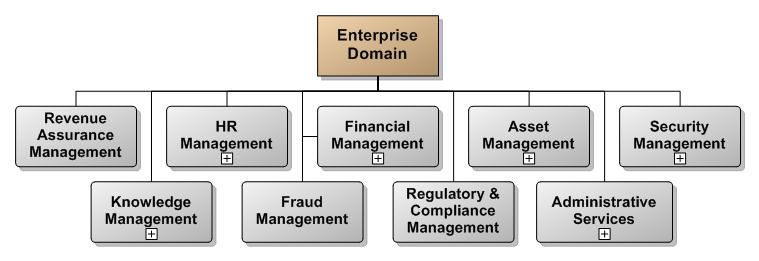 Enterprise
Domain
Revenue
Assurance
Management
HR
Management
Financial
Management
Asset
Management
Security
Management
Knowledge
Management
Fraud
Management
Regulatory &
Compliance
Management
Administrative
Services